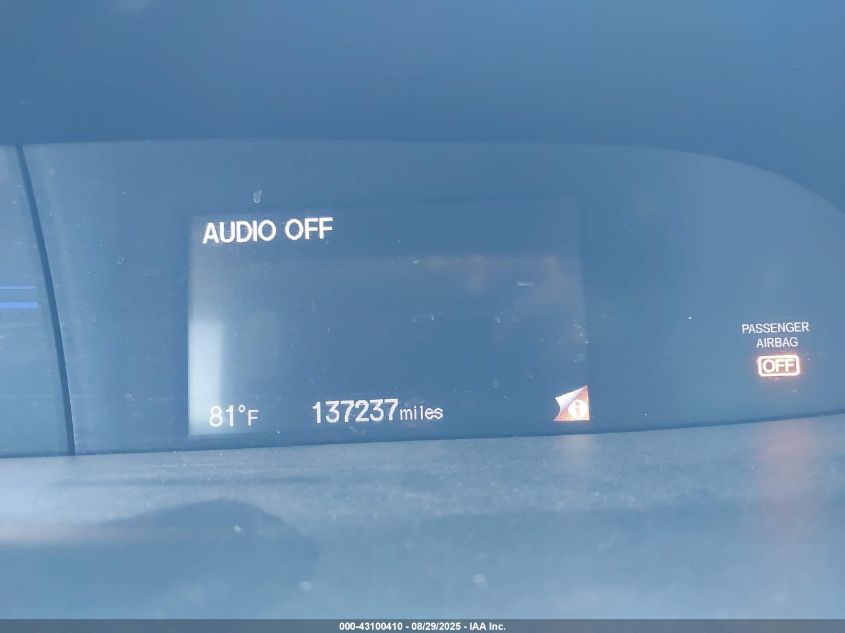 AUDIO OFF
PASSENGER
AIRBAG
OFF
81°F 137237miles
000-43100410 - 08/29/2025 - IAA Inc.